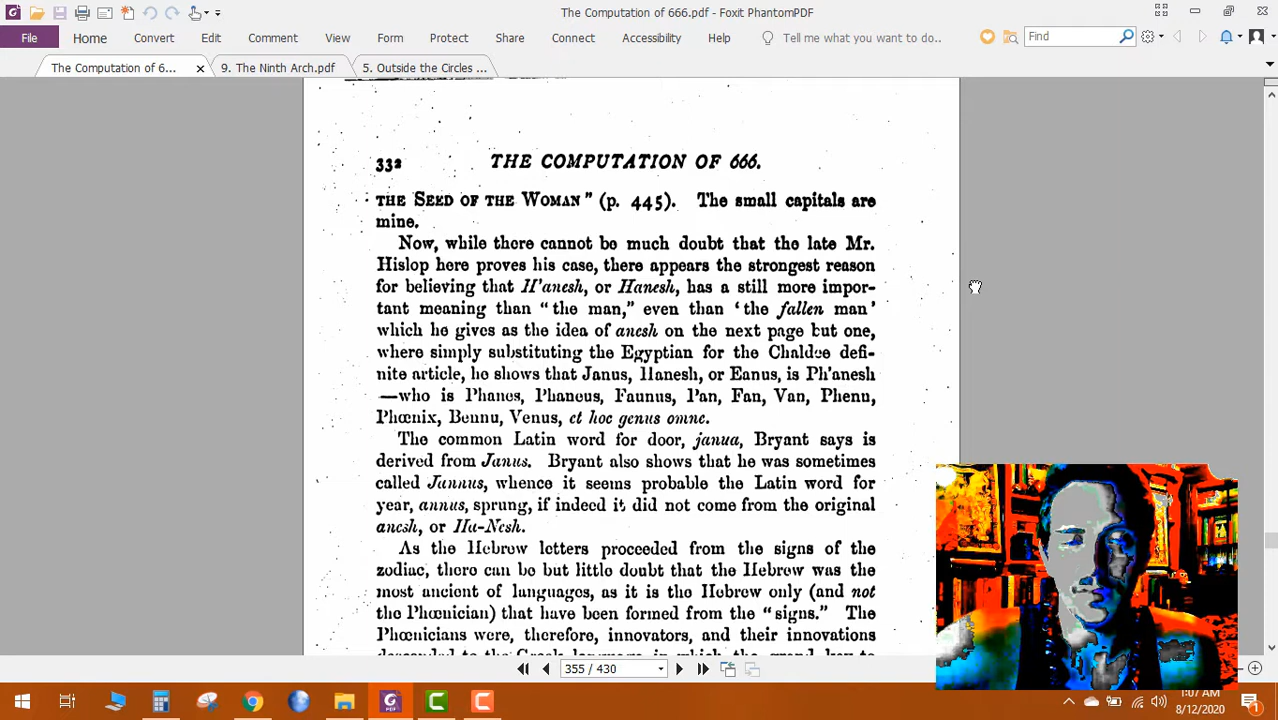 The Computation of 666.pdf - Foxit PhantomPDF
File Home Convert Edit Comment View Form Protect Share Connect Accessibility Help Tell me what you want to do.. Find
The Computation of 6... 9. The Ninth Arch.pdf 5. Outside the Circles ...
332 THE COMPUTATION OF 666.
THE SEED OF THE WOMAN" (p. 445). The small capitals are
mine.
Now, while there cannot be much doubt that the late Mr.
Hislop here proves his case, there appears the strongest reason
for believing that H'anesh, or Hanesh, has a still more impor-
tant meaning than "the man," even than 'the fallen man'
which he gives as the idea of anesh on the next page but one,
where simply substituting the Egyptian for the Chaldee defi-
nite article, he shows that Janus, Hanesh, or Eanus, is Ph'anesh
—who is Phanes, Phaneus, Faunus, Pan, Fan, Van, Phenu,
Phœnix, Bennu, Venus, et hoc genus omne.
The common Latin word for door, janua, Bryant says is
derived from Janus. Bryant also shows that he was sometimes
called Jannus, whence it seems probable the Latin word for
year, annus, sprung, if indeed it did not come from the original
anesh, or Ha-Nesh.
As the Hebrew letters proceeded from the signs of the
zodiac, there can be but little doubt that the Hebrew was the
most ancient of languages, as it is the Hebrew only (and not
the Phœnician) that have been formed from the "signs." The
Phœnicians were, therefore, innovators, and their innovations
355 / 430
1:07 AM
8/12/2020